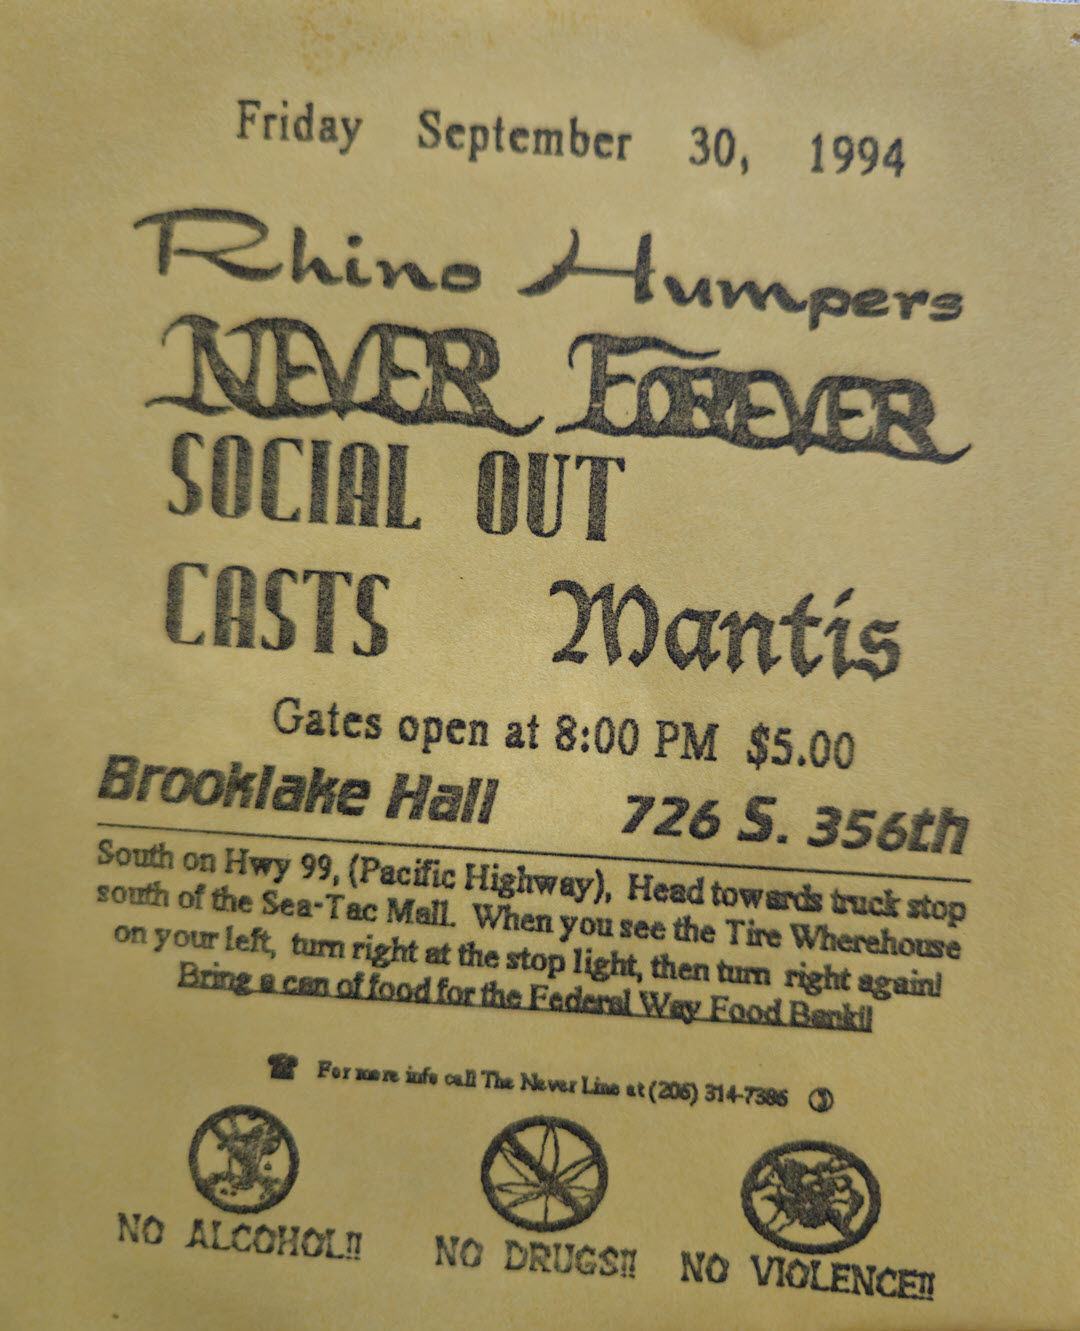 Friday September 30, 1994
Rhino Humpers
NEVER FOREVER
SOCIAL OUT
CASTS Mantis
Gates open at 8:00 PM $5.00
Brooklake Hall 726 S. 356th
South on Hwy 99, (Pacific Highway), Head towards truck stop
south of the Sea-Tac Mall. When you see the Tire Wherehouse
on your left, turn right at the stop light, then turn right again!
Bring a can of food for the Federal Way Food Bank!!
For more info call The Never Line at (206) 314-7386
NO ALCOHOL!! NO DRUGS!! NO VIOLENCE!!